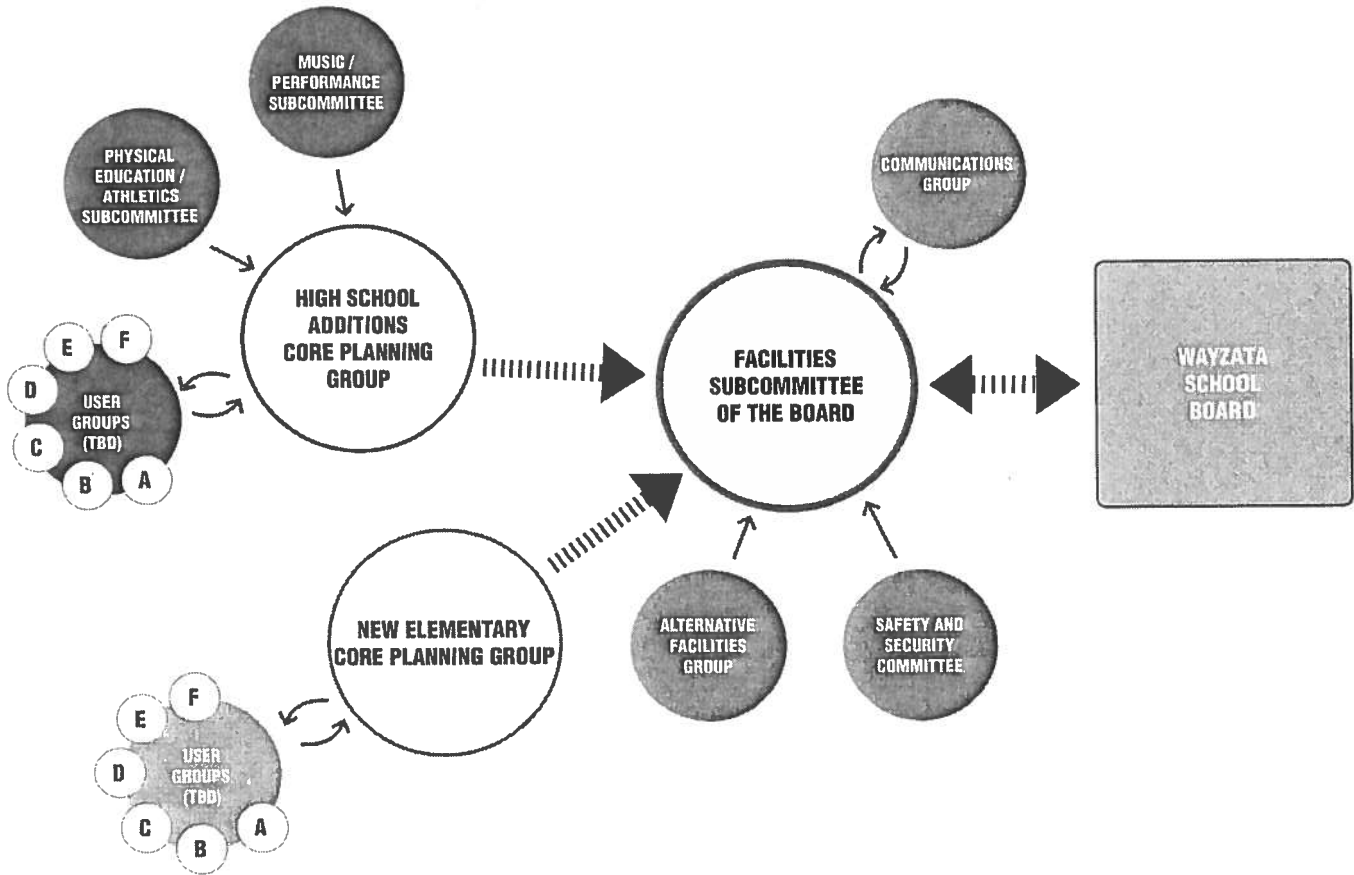 MUSIC /
PERFORMANCE
SUBCOMMITTEE
PHYSICAL
EDUCATION /
ATHLETICS
SUBCOMMITTEE
COMMUNICATIONS
GROUP
HIGH SCHOOL
ADDITIONS
CORE PLANNING
GROUP
FACILITIES
SUBCOMMITTEE
OF THE BOARD
WAYZATA
SCHOOL
BOARD
F
E
D
C
B
A
USER
GROUPS
(TBD)
NEW ELEMENTARY
CORE PLANNING GROUP
ALTERNATIVE
FACILITIES
GROUP
SAFETY AND
SECURITY
COMMITTEE
F
E
D
C
B
A
USER
GROUPS
(TBD)